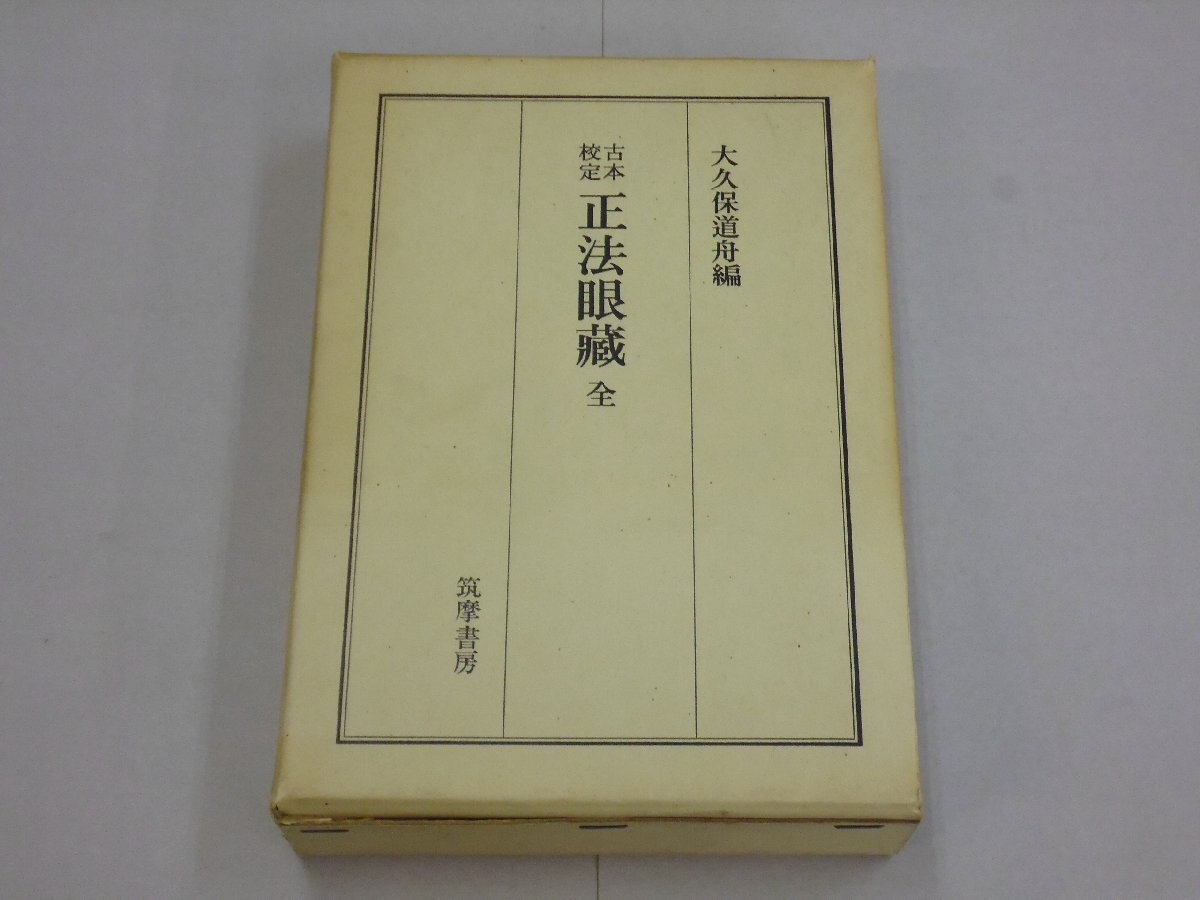 大久保道舟編
古本
校定
正法眼藏 全
筑摩書房